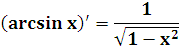 (arcsin x)′ = 1/√(1 − x²)